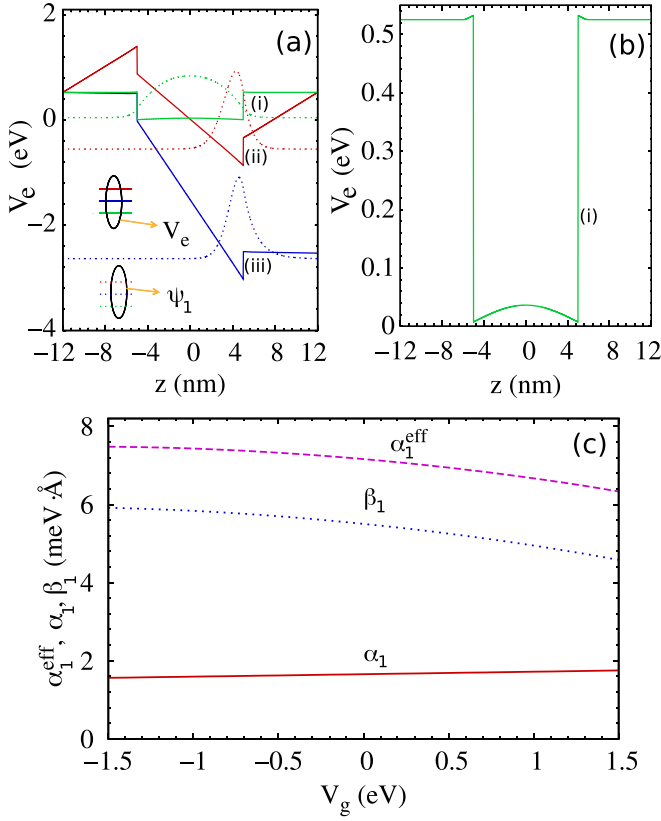 (a)
2
0
−2
−4
V_e (eV)
(i)
(ii)
(iii)
V_e
ψ_1
−12 −8 −4 0 4 8 12
z (nm)
(b)
0.5
0.4
0.3
0.2
0.1
0
V_e (eV)
(i)
−12 −8 −4 0 4 8 12
z (nm)
(c)
8
6
4
2
0
α_1^eff, α_1, β_1 (meV·Å)
α_1^eff
β_1
α_1
−1.5 −1 −0.5 0 0.5 1 1.5
V_g (eV)